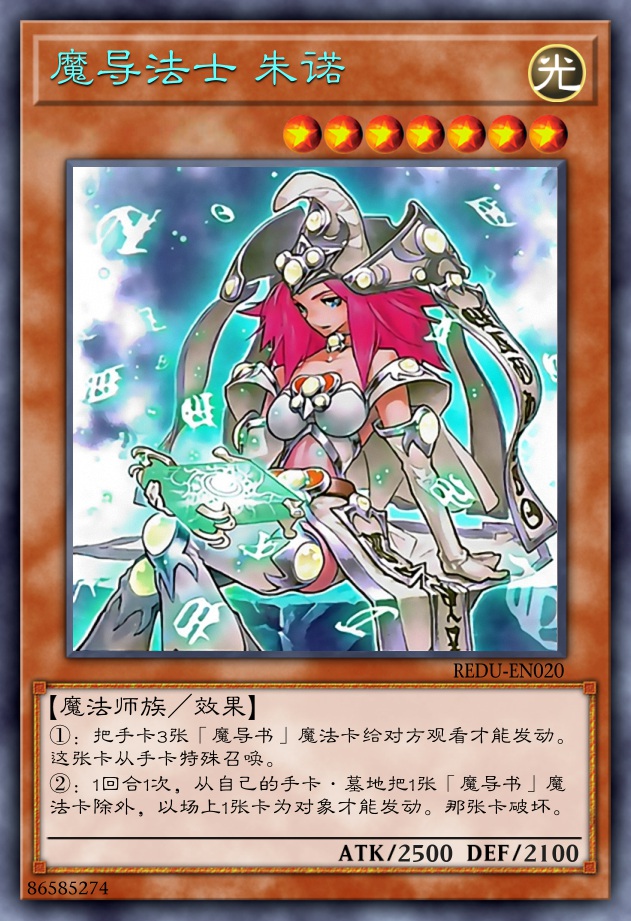 魔导法士 朱诺
光
REDU-EN020
【魔法师族／效果】
①：把手卡3张「魔导书」魔法卡给对方观看才能发动。
这张卡从手卡特殊召唤。
②：1回合1次，从自己的手卡·墓地把1张「魔导书」魔
法卡除外，以场上1张卡为对象才能发动。那张卡破坏。
ATK/2500 DEF/2100
86585274